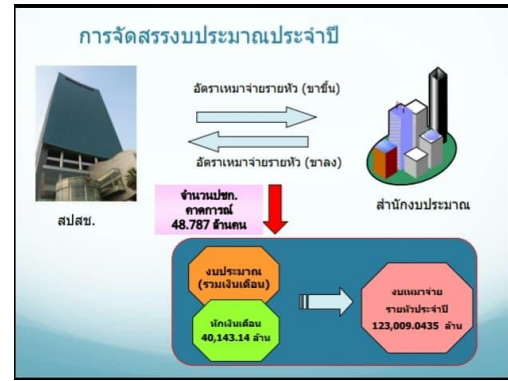 การจัดสรรงบประมาณประจำปี
อัตราเหมาจ่ายรายหัว (ขาขึ้น)
อัตราเหมาจ่ายรายหัว (ขาลง)
สปสช.
สำนักงบประมาณ
จำนวนปชก.
คาดการณ์
48.787 ล้านคน
งบประมาณ
(รวมเงินเดือน)
หักเงินเดือน
40,143.14 ล้าน
งบเหมาจ่าย
รายหัวประจำปี
123,009.0435 ล้าน